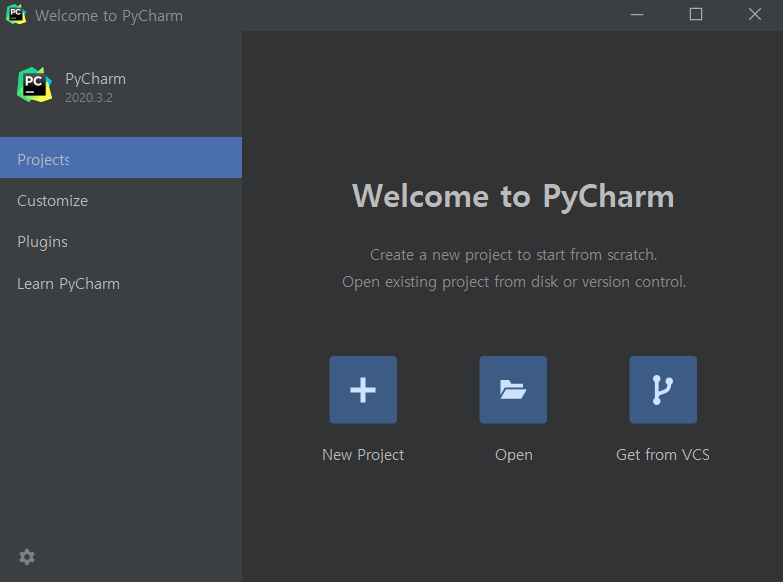 Welcome to PyCharm
PC
PyCharm
2020.3.2
Projects
Customize
Plugins
Learn PyCharm
Welcome to PyCharm
Create a new project to start from scratch.
Open existing project from disk or version control.
New Project
Open
Get from VCS